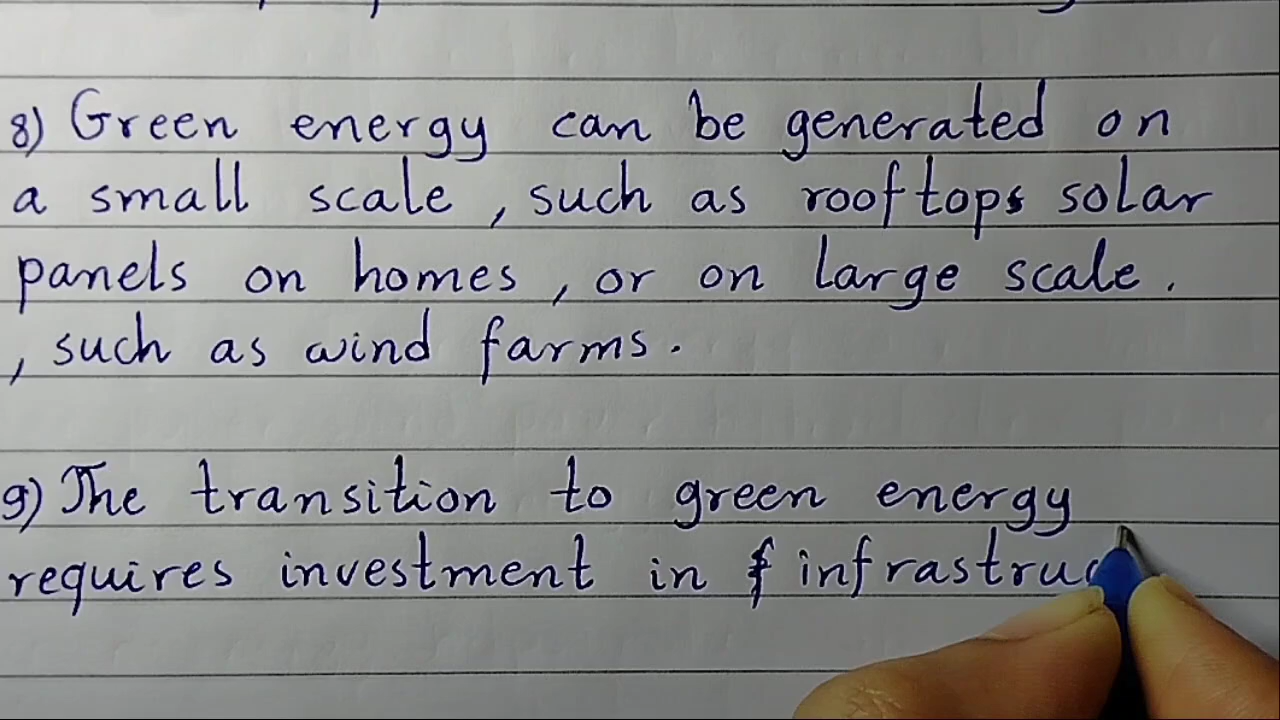 8) Green energy can be generated on
a small scale, such as rooftops solar
panels on homes, or on large scale.
, such as wind farms.
9) The transition to green energy
requires investment in f infrastruc